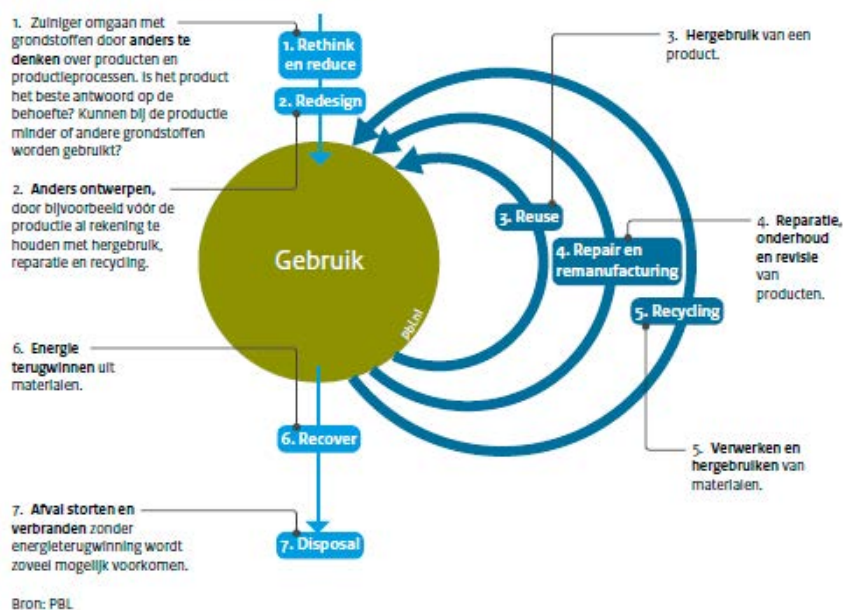 1. Zuiniger omgaan met
grondstoffen door anders te
denken over producten en
productieprocessen. Is het product
het beste antwoord op de
behoefte? Kunnen bij de productie
minder of andere grondstoffen
worden gebruikt?
2. Anders ontwerpen,
door bijvoorbeeld vóór de
productie al rekening te
houden met hergebruik,
reparatie en recycling.
1. Rethink
en reduce
2. Redesign
Gebruik
pbl.nl
3. Hergebruik van een
product.
3. Reuse
4. Repair en
remanufacturing
4. Reparatie,
onderhoud
en revisie
van
producten.
5. Recycling
5. Verwerken en
hergebruiken van
materialen.
6. Energie
terugwinnen uit
materialen.
6. Recover
7. Afval storten en
verbranden zonder
energieterugwinning wordt
zoveel mogelijk voorkomen.
7. Disposal
Bron: PBL